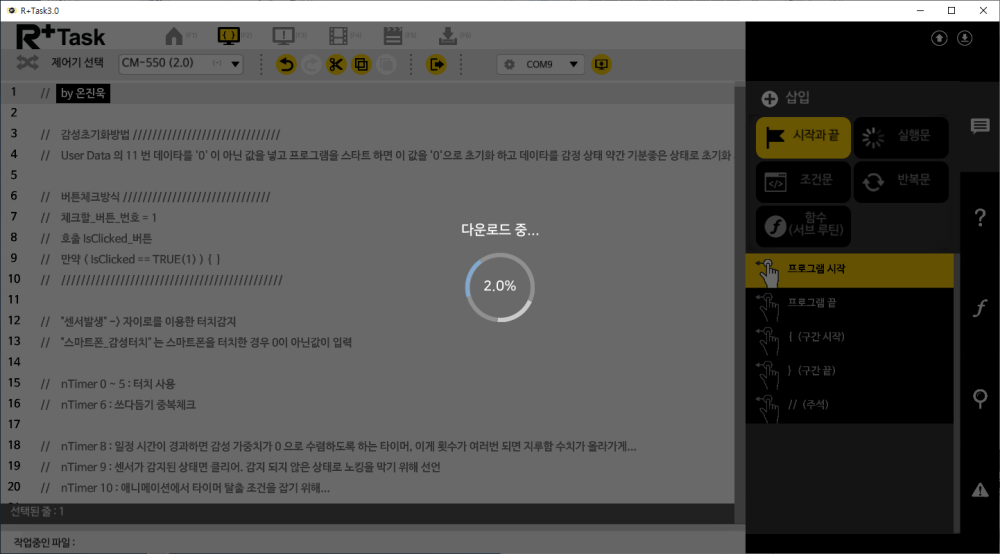 R+Task3.0
R+Task
(F1)
{ } (F2)
! (F3)
(F4)
(F5)
(F6)
제어기 선택
CM-550 (2.0)
COM9
1 // by 온진욱
2
3 // 감성초기화방법 //////////////////////////////
4 // User Data 의 11 번 데이타를 '0' 이 아닌 값을 넣고 프로그램을 스타트 하면 이 값을 '0'으로 초기화 하고 데이타를 감정 상태 약간 기분좋은 상태로 초기화
5
6 // 버튼체크방식 //////////////////////////////
7 // 체크할_버튼_번호 = 1
8 // 호출 IsClicked_버튼
9 // 만약 ( IsClicked == TRUE(1) ) { }
10 // /////////////////////////////////////////////
11
12 // "센서발생" -> 자이로를 이용한 터치감지
13 // "스마트폰_감성터치" 는 스마트폰을 터치한 경우 0이 아닌값이 입력
14
15 // nTimer 0 ~ 5 : 터치 사용
16 // nTimer 6 : 쓰다듬기 중복체크
17
18 // nTimer 8 : 일정 시간이 경과하면 감성 가중치가 0 으로 수렴하도록 하는 타이머, 이게 횟수가 여러번 되면 지루함 수치가 올라가게...
19 // nTimer 9 : 센서가 감지된 상태면 클리어, 감지 되지 않은 상태로 노킹을 막기 위해 선언
20 // nTimer 10 : 애니메이션에서 타이머 탈출 조건을 잡기 위해...
다운로드 중...
2.0%
선택된 줄 : 1
작업중인 파일 :
삽입
시작과 끝
실행문
조건문
반복문
함수
(서브 루틴)
프로그램 시작
프로그램 끝
{ (구간 시작)
} (구간 끝)
// (주석)
?
f